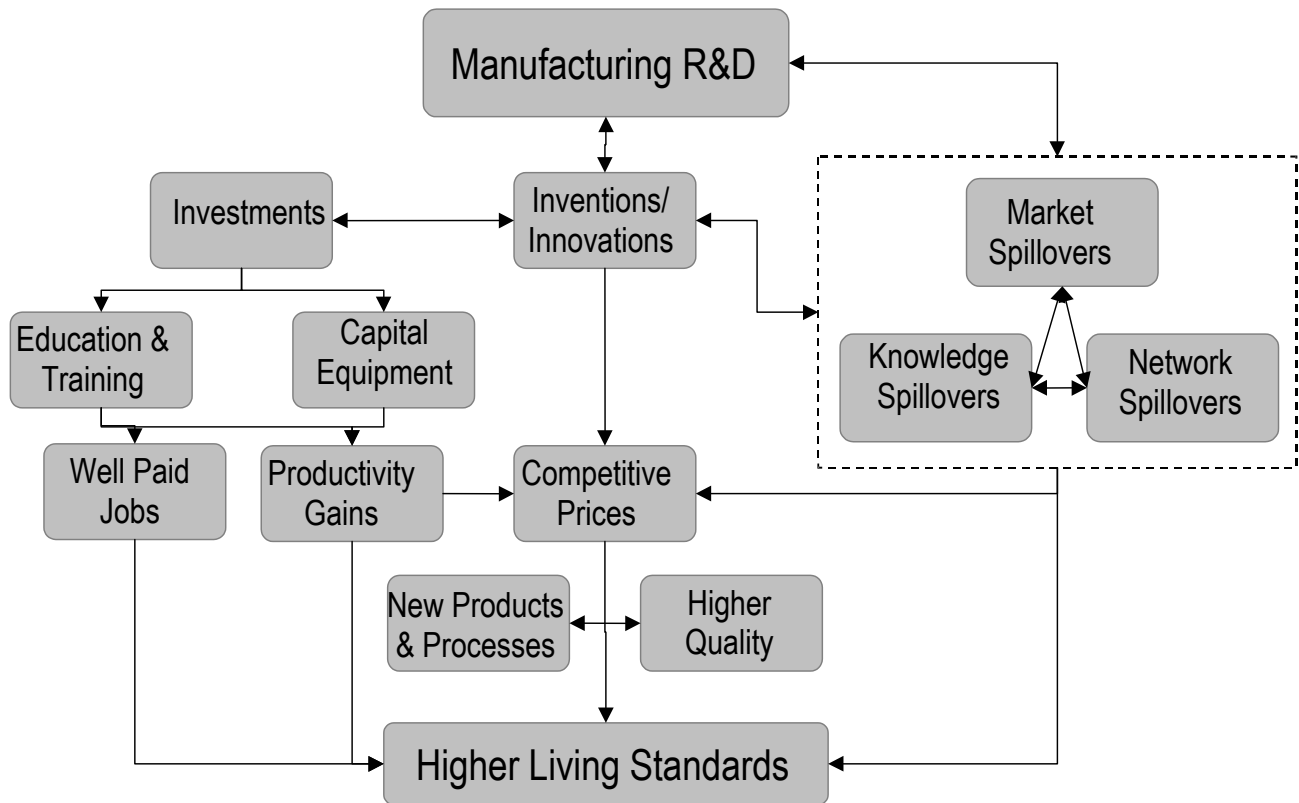 Manufacturing R&D
Investments
Inventions/
Innovations
Market
Spillovers
Education &
Training
Capital
Equipment
Knowledge
Spillovers
Network
Spillovers
Well Paid
Jobs
Productivity
Gains
Competitive
Prices
New Products
& Processes
Higher
Quality
Higher Living Standards